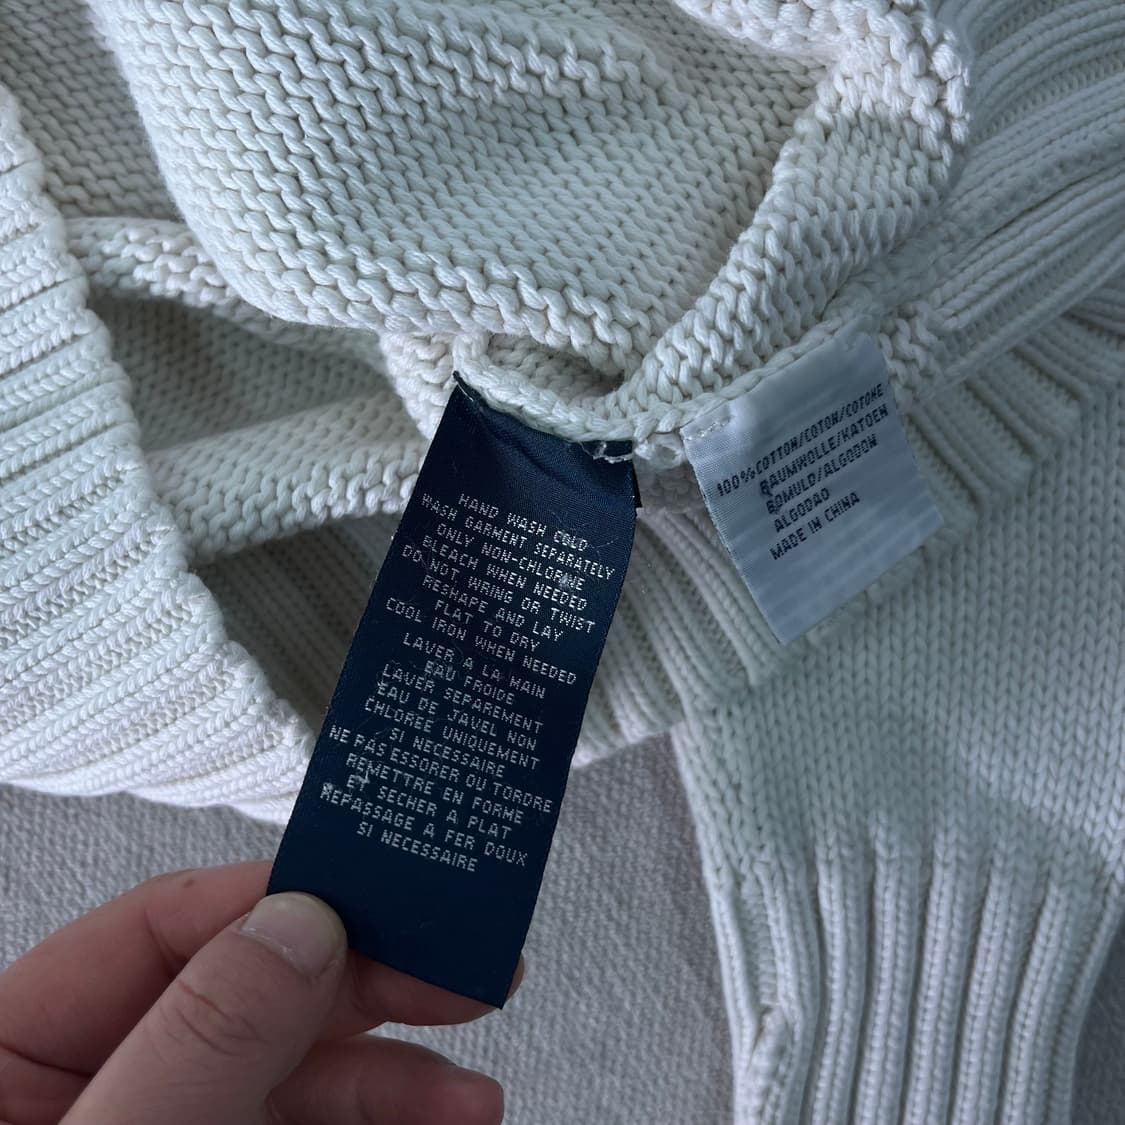 HAND WASH COLD
WASH GARMENT SEPARATELY
ONLY NON-CHLORINE
BLEACH WHEN NEEDED
DO NOT WRING OR TWIST
RESHAPE AND LAY
FLAT TO DRY
COOL IRON WHEN NEEDED
LAVER A LA MAIN
EAU FROIDE
LAVER SEPAREMENT
EAU DE JAVEL NON
CHLOREE UNIQUEMENT
SI NECESSAIRE
NE PAS ESSORER OU TORDRE
REMETTRE EN FORME
ET SECHER A PLAT
REPASSAGE A FER DOUX
SI NECESSAIRE
100%COTTON/COTON/COTONE
BAUMWOLLE/KATOEN
BOMULD/ALGODON
ALGODAO
MADE IN CHINA